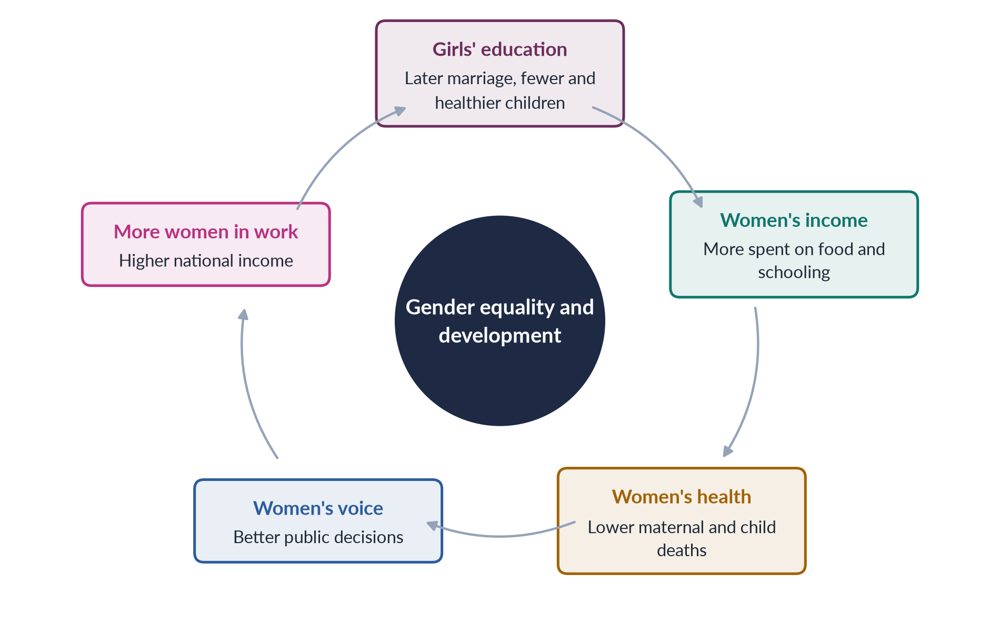 Girls' education
Later marriage, fewer and
healthier children
Women's income
More spent on food and
schooling
More women in work
Higher national income
Gender equality and
development
Women's health
Lower maternal and child
deaths
Women's voice
Better public decisions